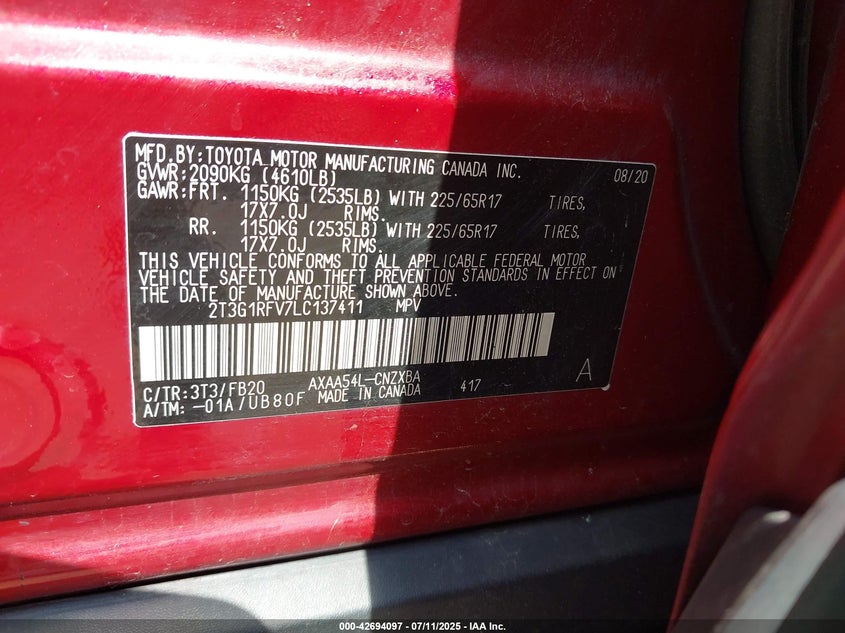 MFD.BY:TOYOTA MOTOR MANUFACTURING CANADA INC. 08/20
GVWR:2090KG (4610LB)
GAWR:FRT. 1150KG (2535LB) WITH 225/65R17 TIRES,
17X7.0J RIMS.
RR. 1150KG (2535LB) WITH 225/65R17 TIRES,
17X7.0J RIMS.
THIS VEHICLE CONFORMS TO ALL APPLICABLE FEDERAL MOTOR
VEHICLE SAFETY AND THEFT PREVENTION STANDARDS IN EFFECT ON
THE DATE OF MANUFACTURE SHOWN ABOVE.
2T3G1RFV7LC137411 MPV
C/TR:3T3/FB20 AXAA54L-CNZXBA 417 A
A/TM:-01A/UB80F MADE IN CANADA
000-42694097 - 07/11/2025 - IAA Inc.